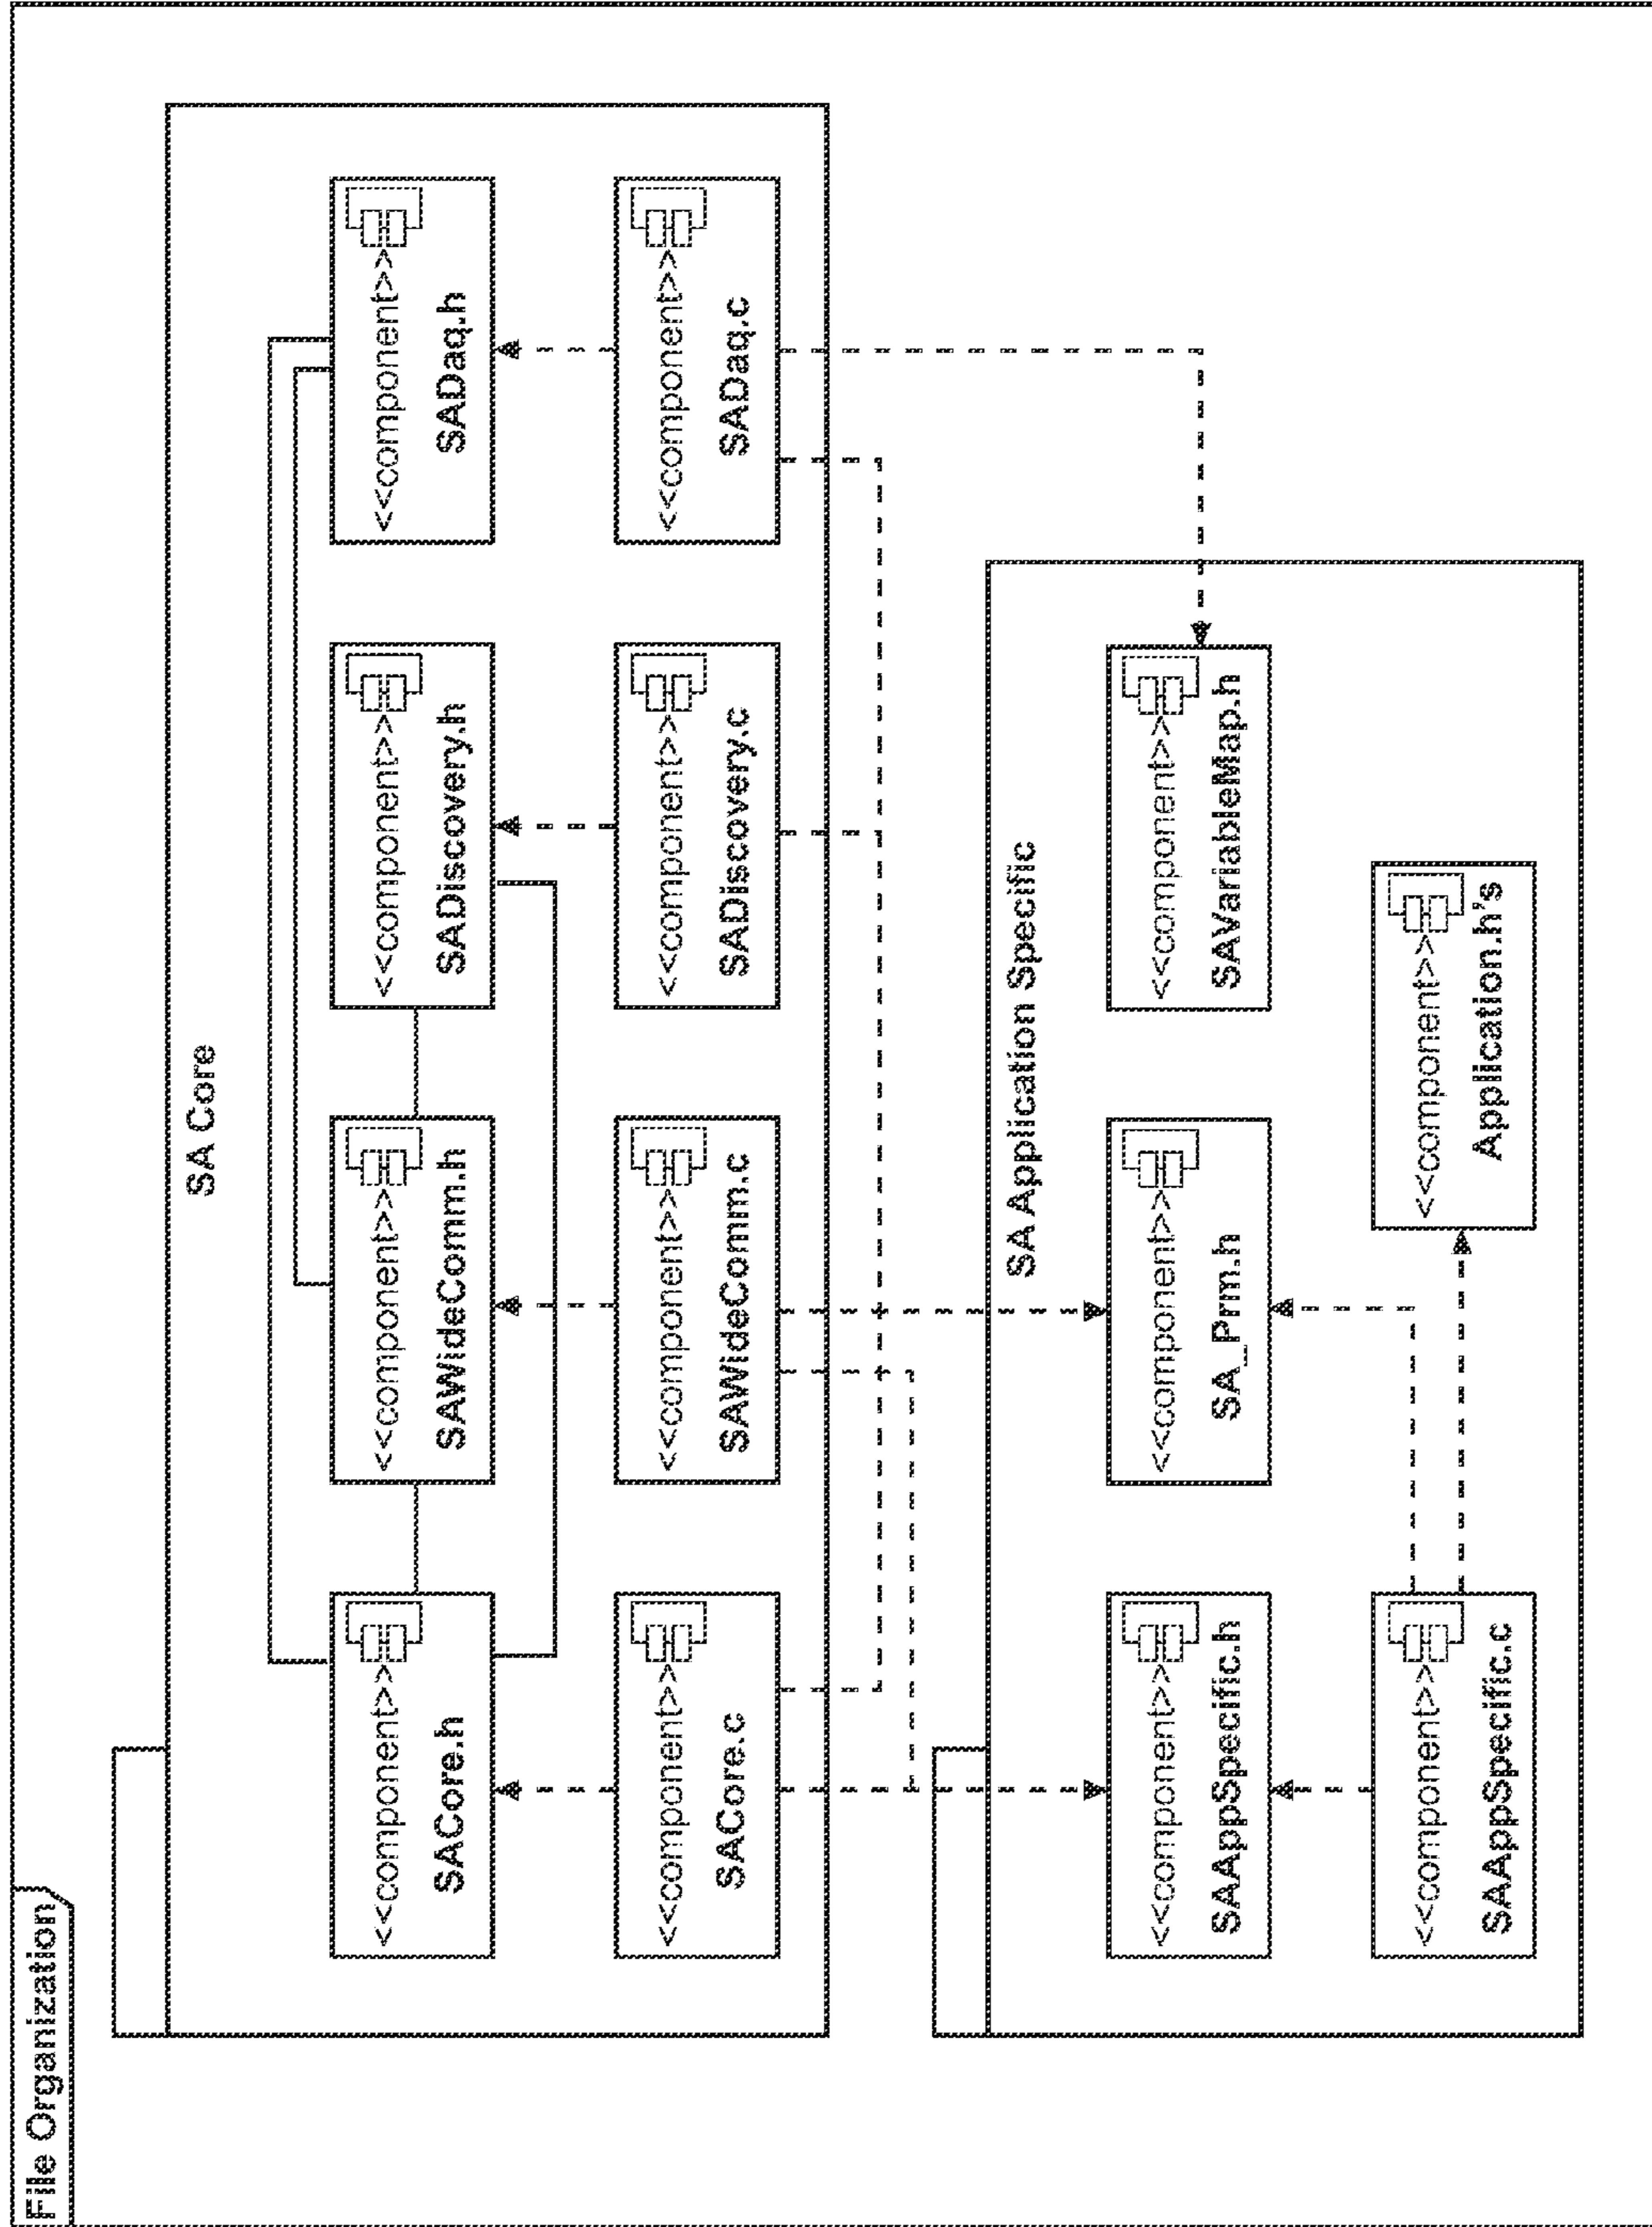 File Organization
SA Core
<<component>>
SACore.h
<<component>>
SAWideComm.h
<<component>>
SADiscovery.h
<<component>>
SADaq.h
<<component>>
SACore.c
<<component>>
SAWideComm.c
<<component>>
SADiscovery.c
<<component>>
SADaq.c
SA Application Specific
<<component>>
SAAppSpecific.h
<<component>>
SA_Prm.h
<<component>>
SAVariableMap.h
<<component>>
SAAppSpecific.c
<<component>>
Application.h's